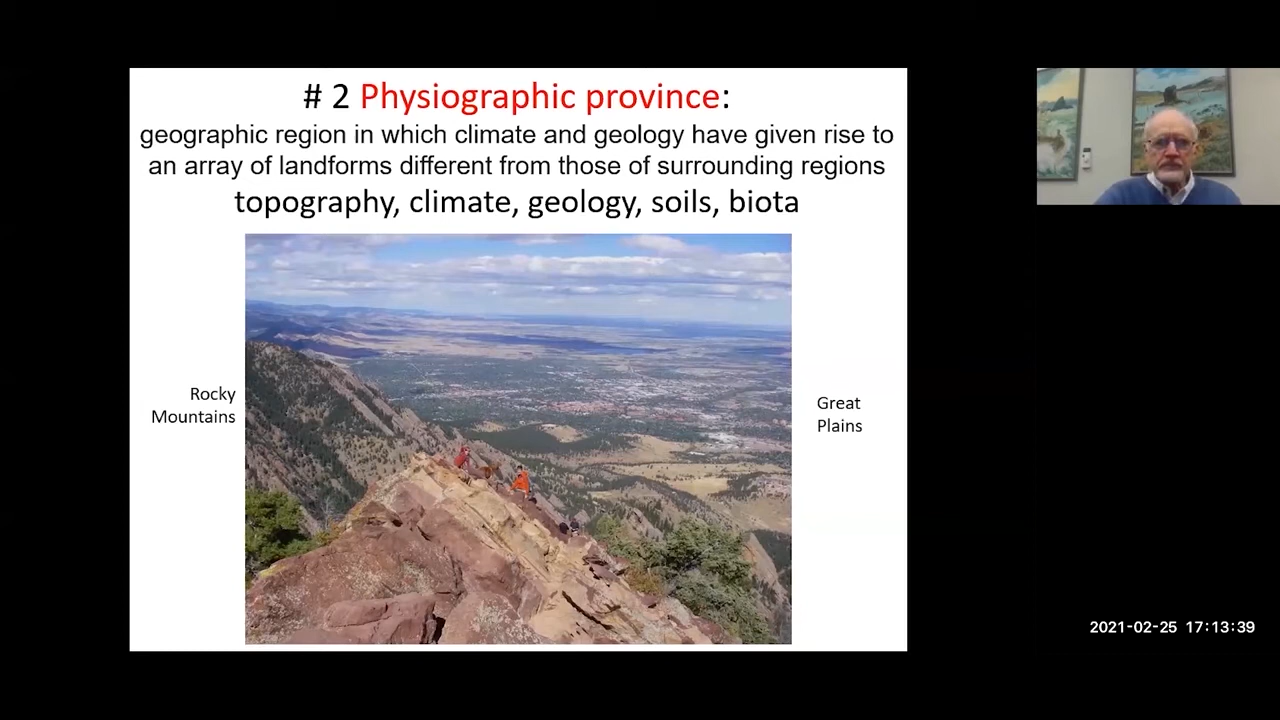 # 2 Physiographic province:
geographic region in which climate and geology have given rise to
an array of landforms different from those of surrounding regions
topography, climate, geology, soils, biota
Rocky
Mountains
Great
Plains
2021-02-25 17:13:39